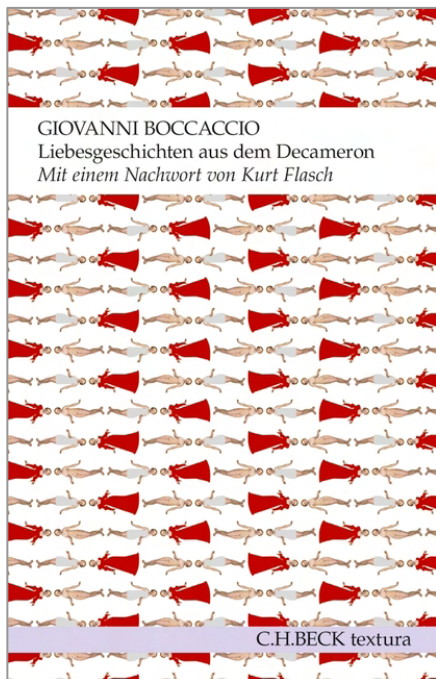 GIOVANNI BOCCACCIO
Liebesgeschichten aus dem Decameron
Mit einem Nachwort von Kurt Flasch
C.H.BECK textura